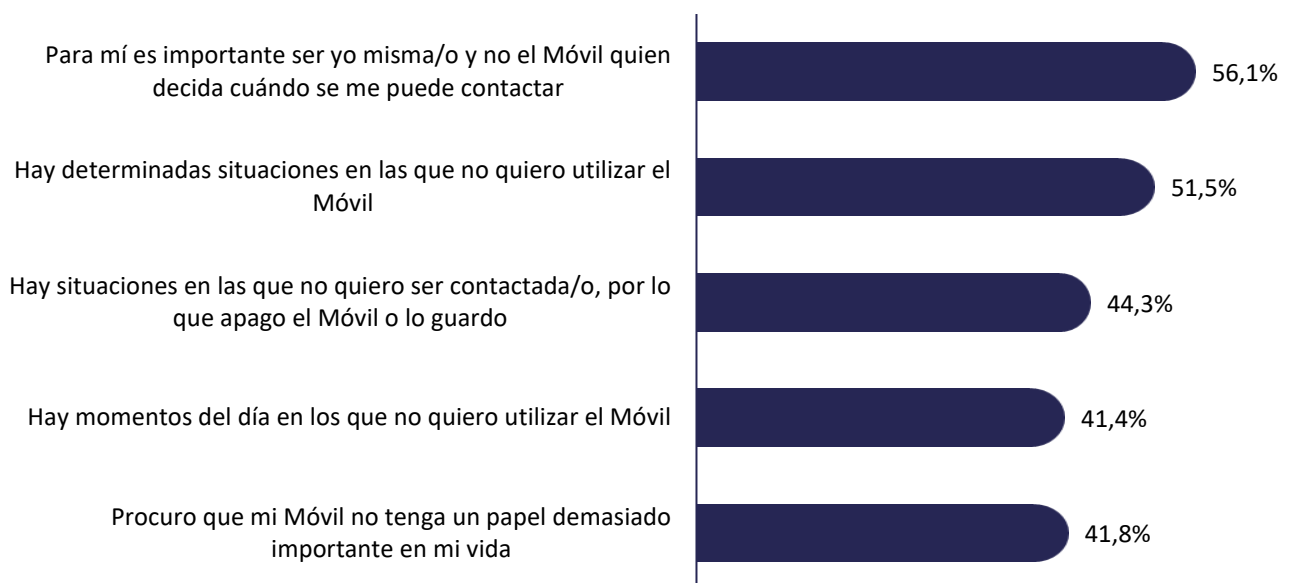 Para mí es importante ser yo misma/o y no el Móvil quien
decida cuándo se me puede contactar
56,1%
Hay determinadas situaciones en las que no quiero utilizar el
Móvil
51,5%
Hay situaciones en las que no quiero ser contactada/o, por lo
que apago el Móvil o lo guardo
44,3%
Hay momentos del día en los que no quiero utilizar el Móvil
41,4%
Procuro que mi Móvil no tenga un papel demasiado
importante en mi vida
41,8%